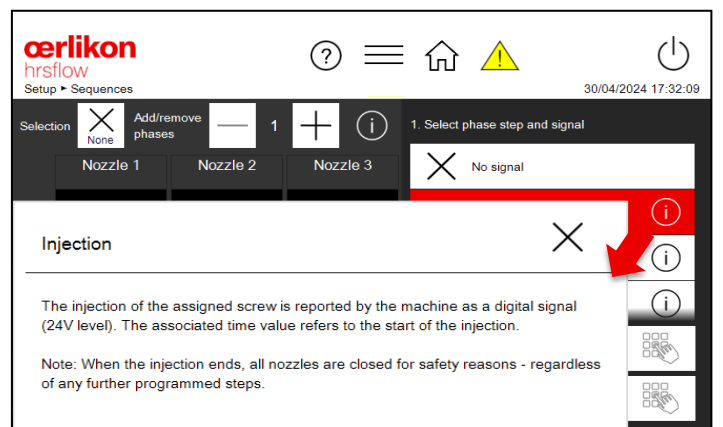 œrlikon
hrsflow
Setup ▸ Sequences
30/04/2024 17:32:09
Selection
None
Add/remove
phases
1
1. Select phase step and signal
Nozzle 1 Nozzle 2 Nozzle 3
No signal
Injection
The injection of the assigned screw is reported by the machine as a digital signal
(24V level). The associated time value refers to the start of the injection.
Note: When the injection ends, all nozzles are closed for safety reasons - regardless
of any further programmed steps.